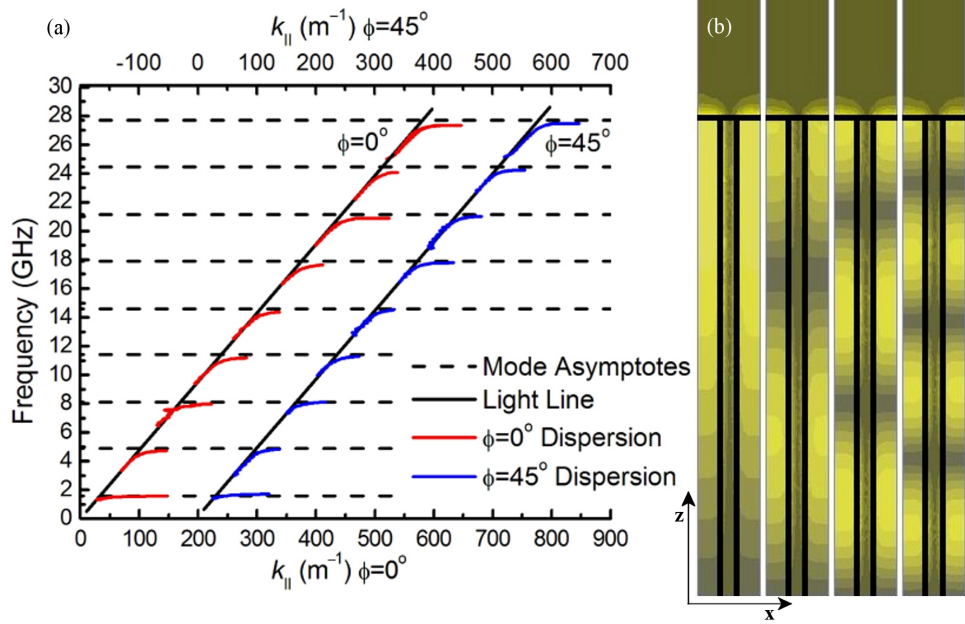 (a)
k|| (m⁻¹) ϕ=45°
-100 0 100 200 300 400 500 600 700
(b)
30
28
26
24
22
20
18
16
14
12
10
8
6
4
2
0
Frequency (GHz)
ϕ=0°
ϕ=45°
Mode Asymptotes
Light Line
ϕ=0° Dispersion
ϕ=45° Dispersion
0 100 200 300 400 500 600 700 800 900
k|| (m⁻¹) ϕ=0°
z
x